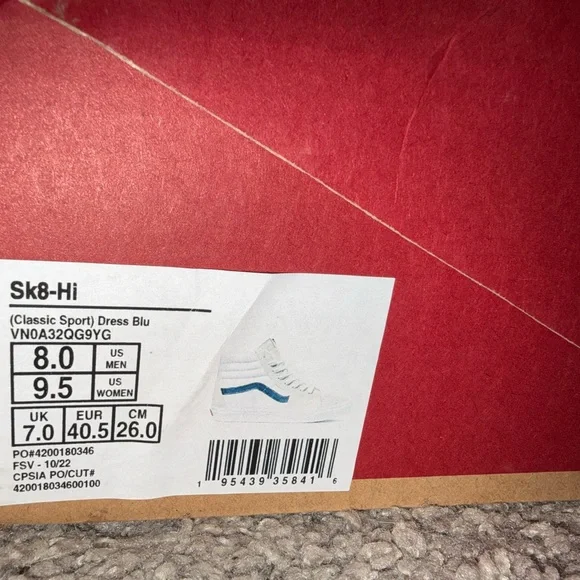 Sk8-Hi
(Classic Sport) Dress Blu
VN0A32QG9YG
8.0 US MEN
9.5 US WOMEN
UK 7.0 EUR 40.5 CM 26.0
PO#4200180346
FSV - 10/22
CPSIA PO/CUT#
420018034600100
1 95439 35841 6